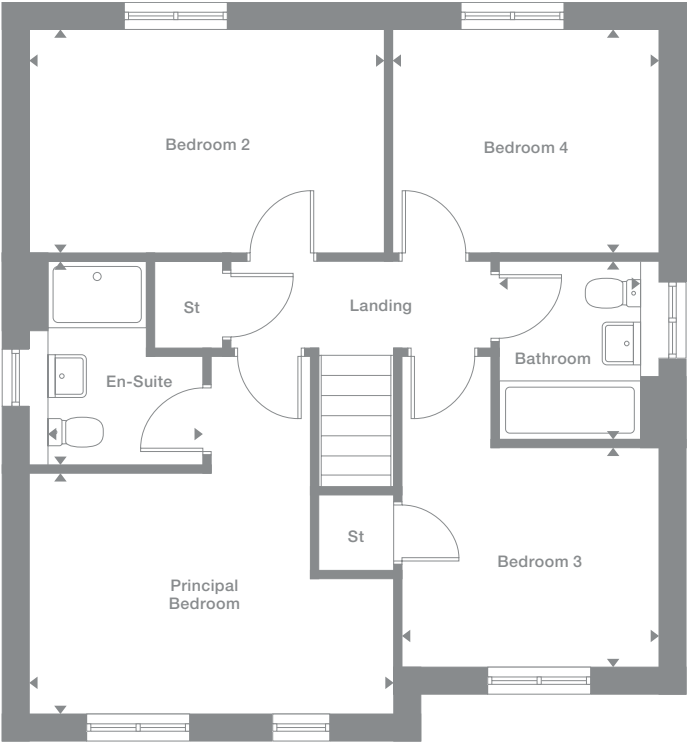 Bedroom 2
Bedroom 4
St
Landing
Bathroom
En-Suite
St
Bedroom 3
Principal
Bedroom